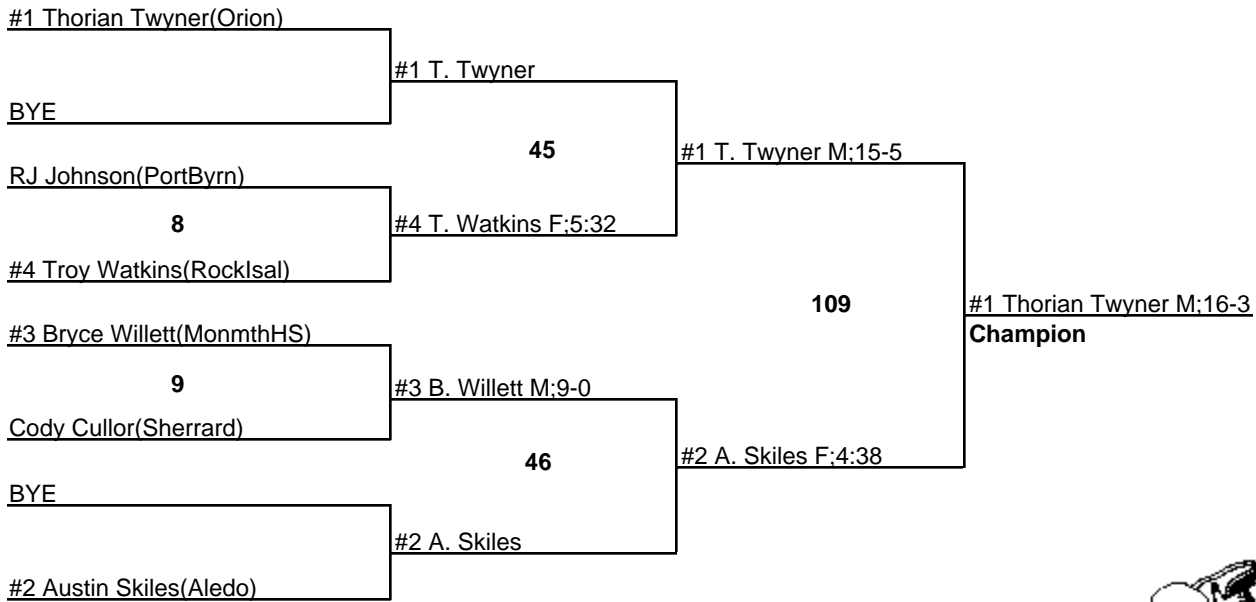 #1 Thorian Twyner(Orion)
#1 T. Twyner
BYE
45
#1 T. Twyner M;15-5
RJ Johnson(PortByrn)
8
#4 T. Watkins F;5:32
#4 Troy Watkins(RockIsal)
109
#1 Thorian Twyner M;16-3
Champion
#3 Bryce Willett(MonmthHS)
9
#3 B. Willett M;9-0
Cody Cullor(Sherrard)
46
#2 A. Skiles F;4:38
BYE
#2 A. Skiles
#2 Austin Skiles(Aledo)